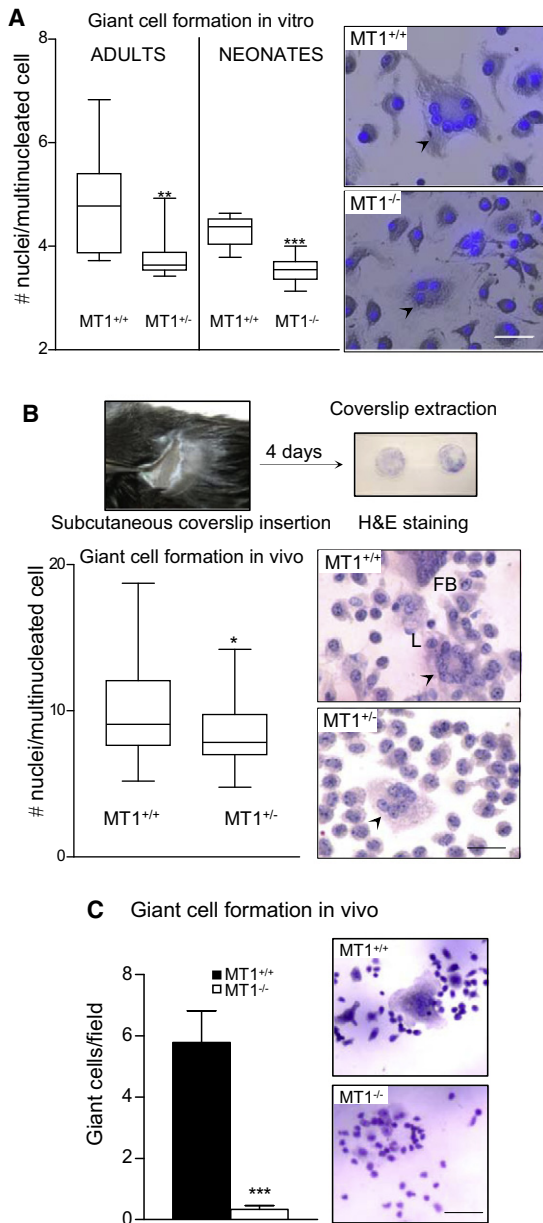 A
Giant cell formation in vitro
ADULTS NEONATES
# nuclei/multinucleated cell
8
6
4
2
**
***
MT1+/+ MT1+/- MT1+/+ MT1-/-
MT1+/+
MT1-/-
B
Coverslip extraction
4 days
Subcutaneous coverslip insertion H&E staining
Giant cell formation in vivo
# nuclei/multinucleated cell
20
10
0
*
MT1+/+ MT1+/-
MT1+/+
FB
L
MT1+/-
C Giant cell formation in vivo
Giant cells/field
8
6
4
2
0
MT1+/+
MT1-/-
***
MT1+/+
MT1-/-